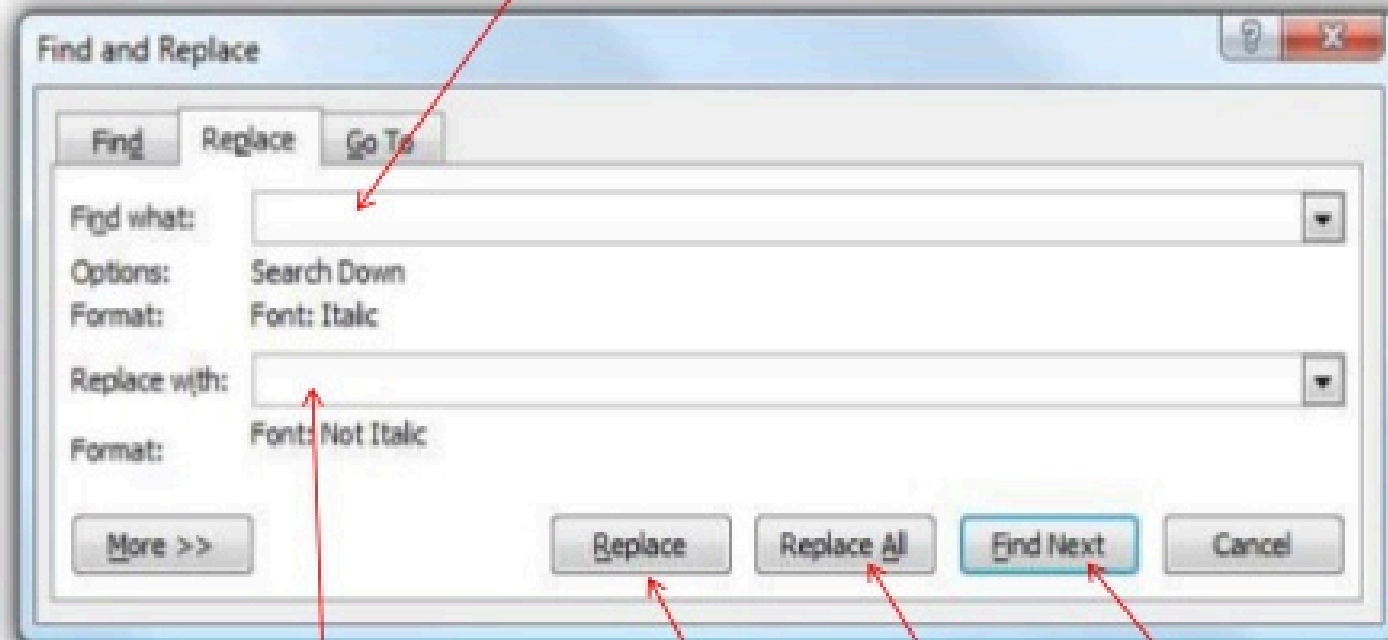 Find and Replace
Find Replace Go To
Find what:
Options: Search Down
Format: Font: Italic
Replace with:
Format: Font: Not Italic
More >> Replace Replace All Find Next Cancel